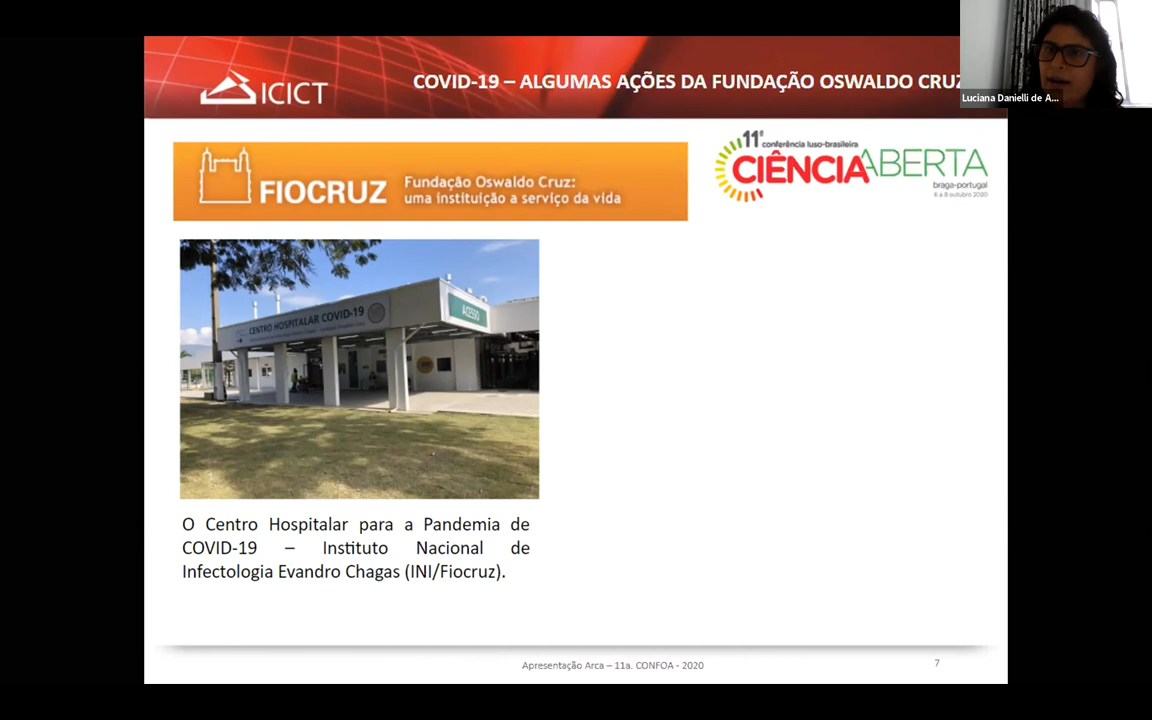 ICICT
COVID-19 – ALGUMAS AÇÕES DA FUNDAÇÃO OSWALDO CRUZ
Luciana Danielli de A...
FIOCRUZ
Fundação Oswaldo Cruz:
uma instituição a serviço da vida
11ª conferência luso-brasileira
CIÊNCIAABERTA
braga-portugal
6 a 8 outubro 2020
CENTRO HOSPITALAR COVID-19
ACESSO
O Centro Hospitalar para a Pandemia de
COVID-19 – Instituto Nacional de
Infectologia Evandro Chagas (INI/Fiocruz).
Apresentação Arca – 11a. CONFOA - 2020
7